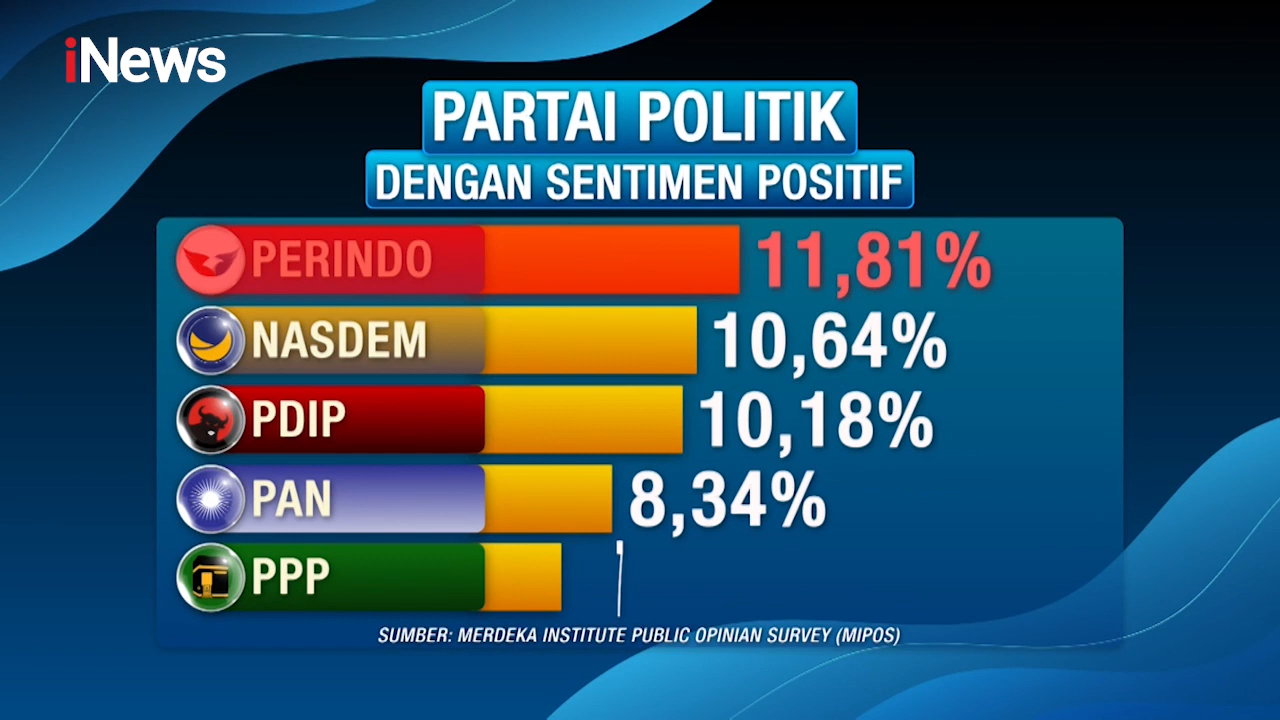 iNews
PARTAI POLITIK
DENGAN SENTIMEN POSITIF
PERINDO 11,81%
NASDEM 10,64%
PDIP 10,18%
PAN 8,34%
PPP
SUMBER: MERDEKA INSTITUTE PUBLIC OPINIAN SURVEY (MIPOS)